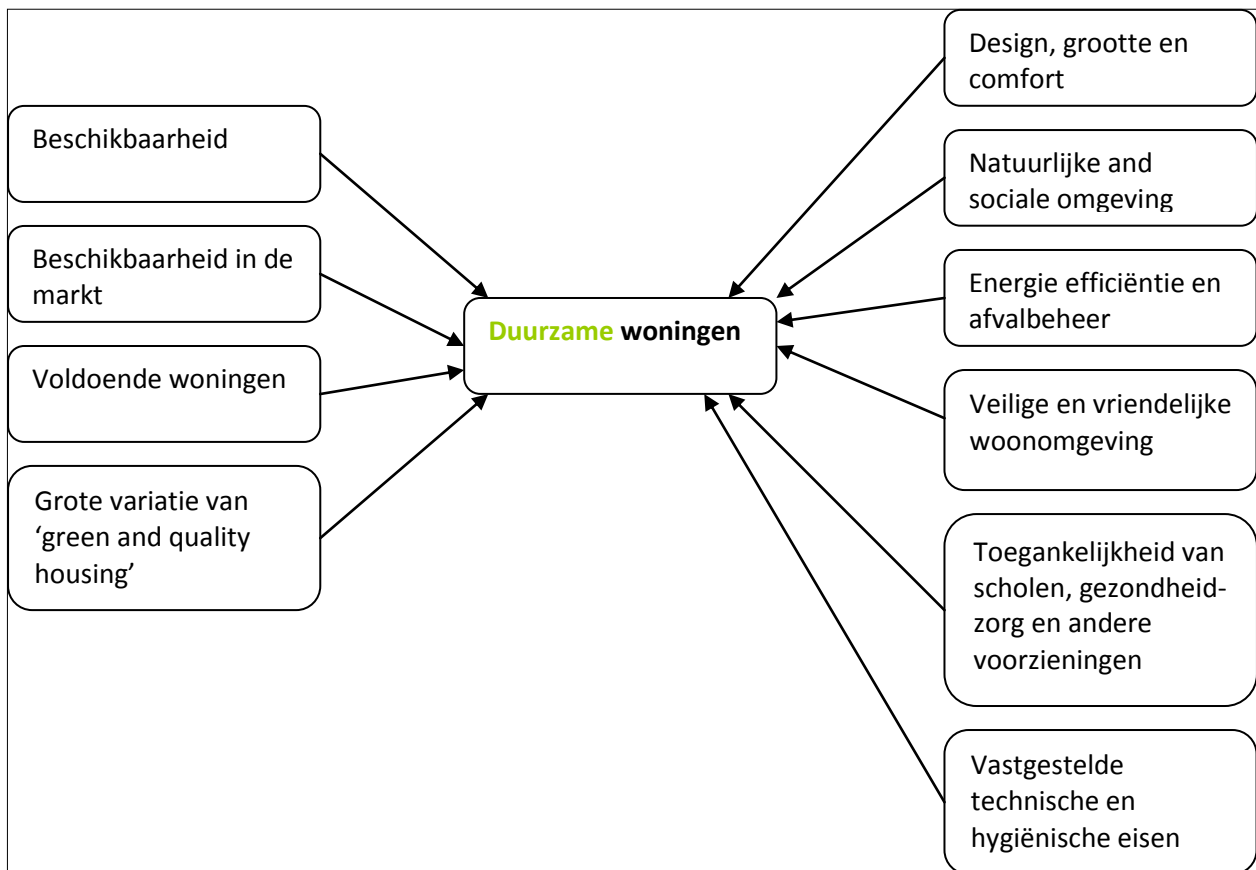 Beschikbaarheid
Beschikbaarheid in de
markt
Voldoende woningen
Grote variatie van
‘green and quality
housing’
Duurzame woningen
Design, grootte en
comfort
Natuurlijke and
sociale omgeving
Energie efficiëntie en
afvalbeheer
Veilige en vriendelijke
woonomgeving
Toegankelijkheid van
scholen, gezondheid-
zorg en andere
voorzieningen
Vastgestelde
technische en
hygiënische eisen